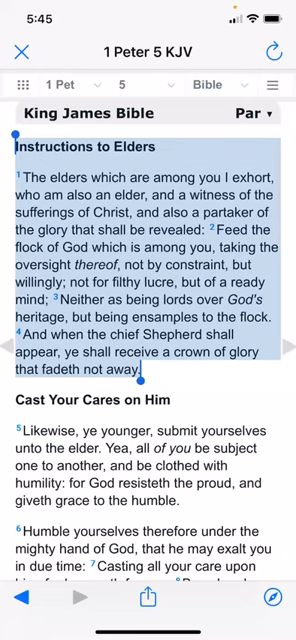 5:45
1 Peter 5 KJV
1 Pet 5 Bible
King James Bible Par ▾
Instructions to Elders
1The elders which are among you I exhort,
who am also an elder, and a witness of the
sufferings of Christ, and also a partaker of
the glory that shall be revealed: 2Feed the
flock of God which is among you, taking the
oversight thereof, not by constraint, but
willingly; not for filthy lucre, but of a ready
mind; 3Neither as being lords over God's
heritage, but being ensamples to the flock.
4And when the chief Shepherd shall
appear, ye shall receive a crown of glory
that fadeth not away.
Cast Your Cares on Him
5Likewise, ye younger, submit yourselves
unto the elder. Yea, all of you be subject
one to another, and be clothed with
humility: for God resisteth the proud, and
giveth grace to the humble.
6Humble yourselves therefore under the
mighty hand of God, that he may exalt you
in due time: 7Casting all your care upon